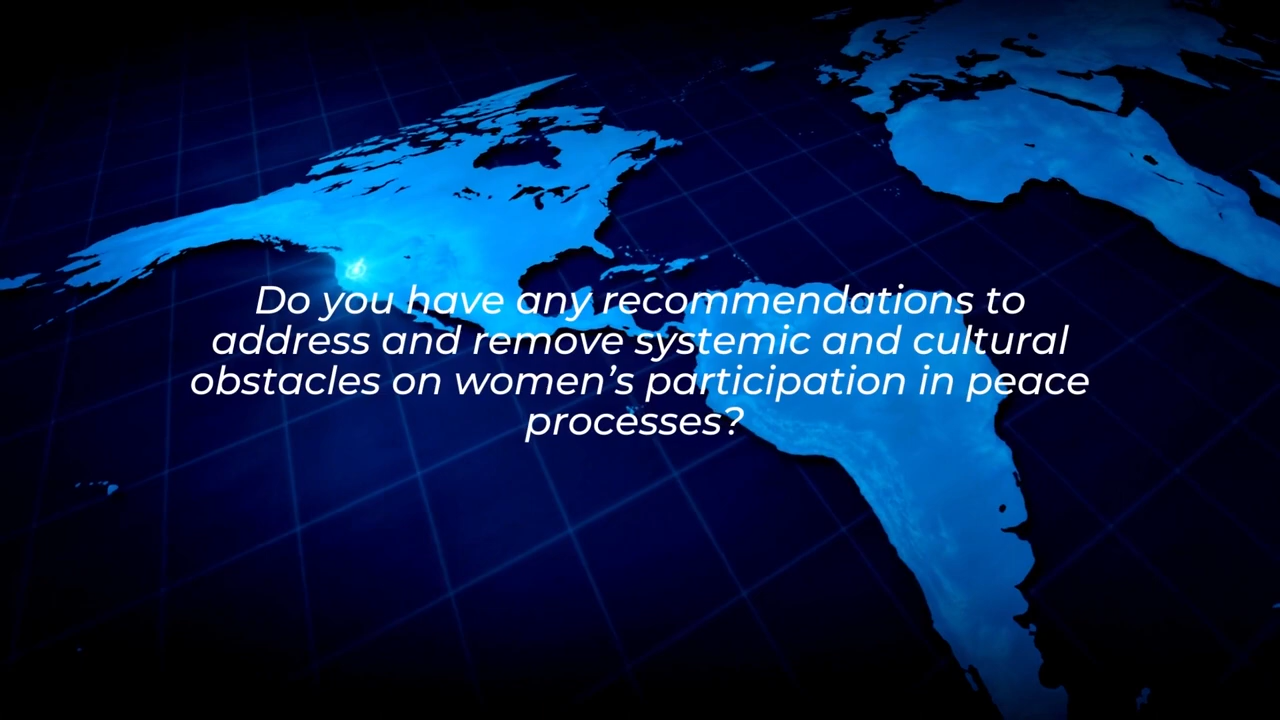 Do you have any recommendations to
address and remove systemic and cultural
obstacles on women’s participation in peace
processes?